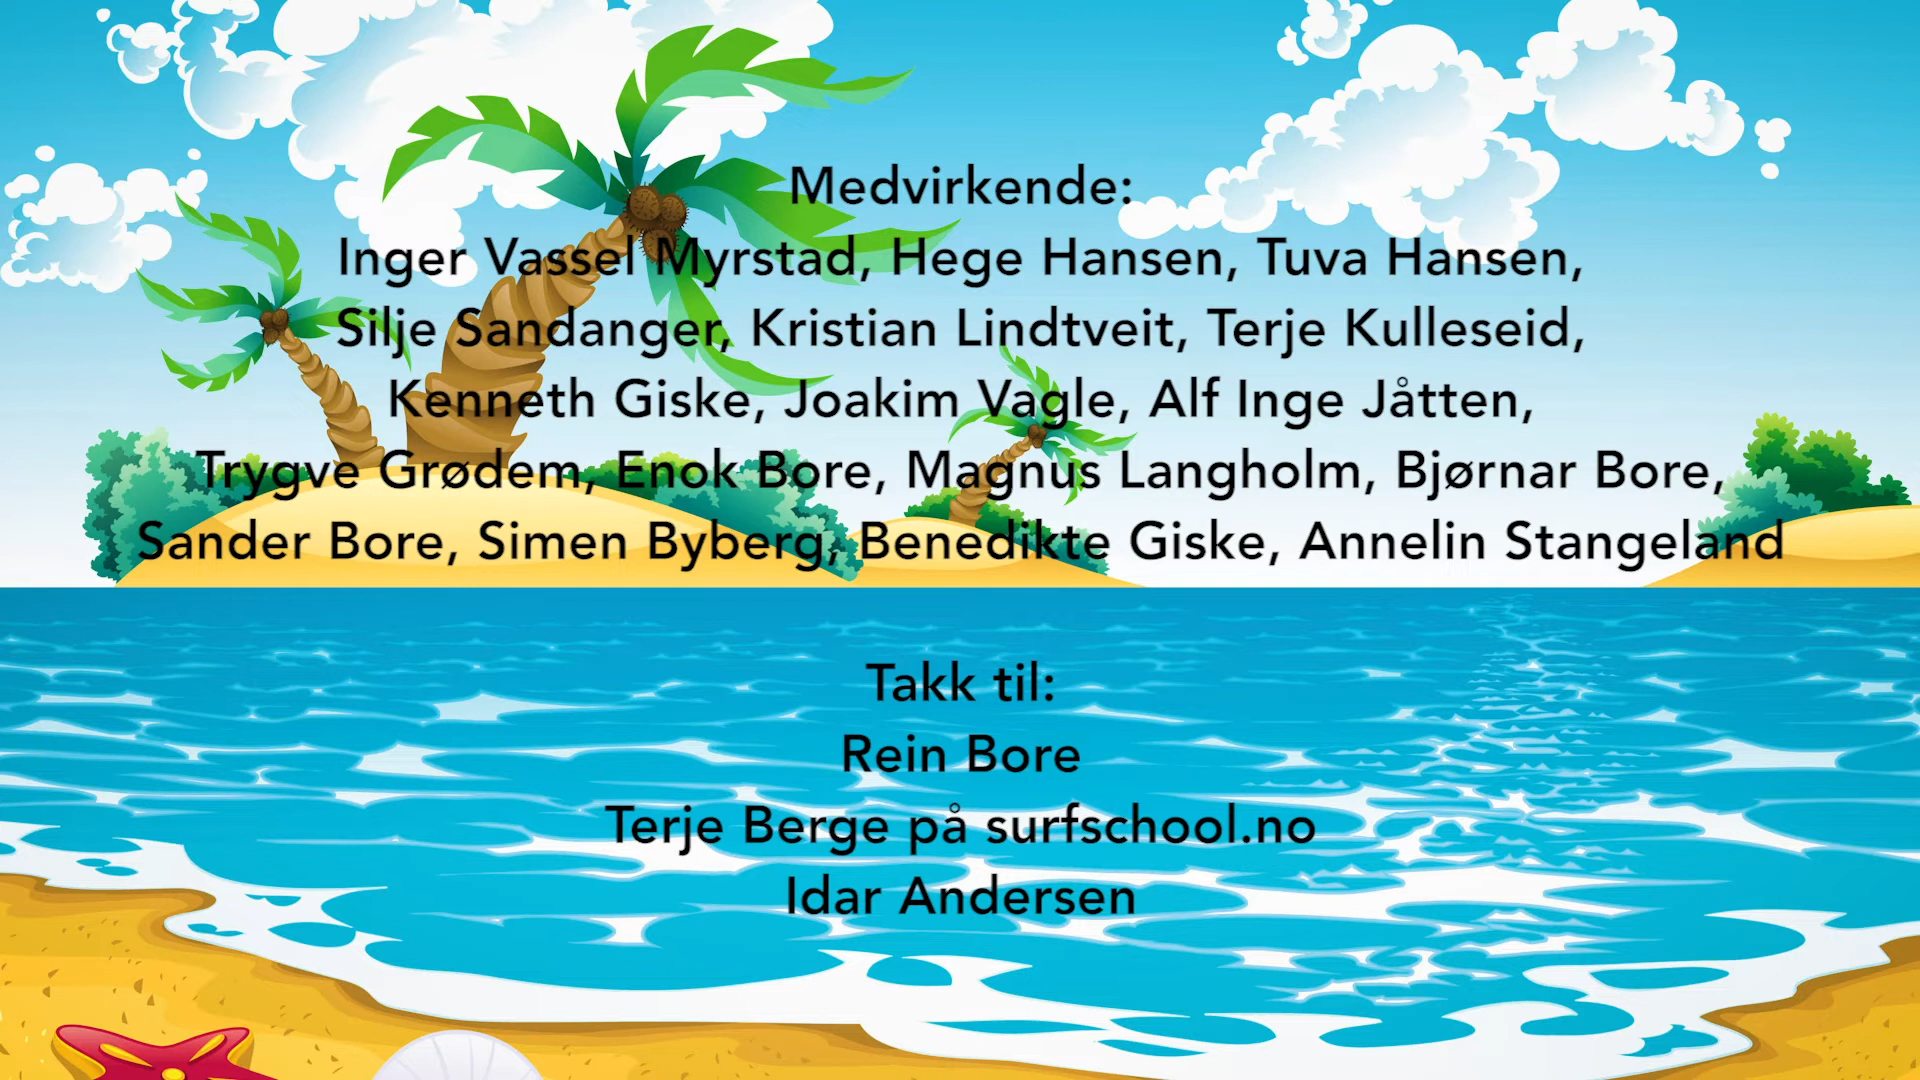 Medvirkende:
Inger Vassel Myrstad, Hege Hansen, Tuva Hansen,
Silje Sandanger, Kristian Lindtveit, Terje Kulleseid,
Kenneth Giske, Joakim Vagle, Alf Inge Jåtten,
Trygve Grødem, Enok Bore, Magnus Langholm, Bjørnar Bore,
Sander Bore, Simen Byberg, Benedikte Giske, Annelin Stangeland
Takk til:
Rein Bore
Terje Berge på surfschool.no
Idar Andersen